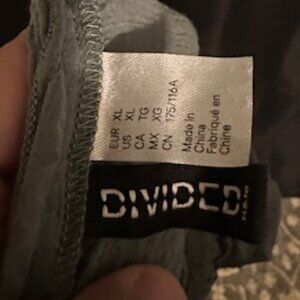 EUR XL
US XL
CA TG
MX XG
CN 175/116A
Made in
China
Fabriqué en
Chine
DIVIDED
H&M